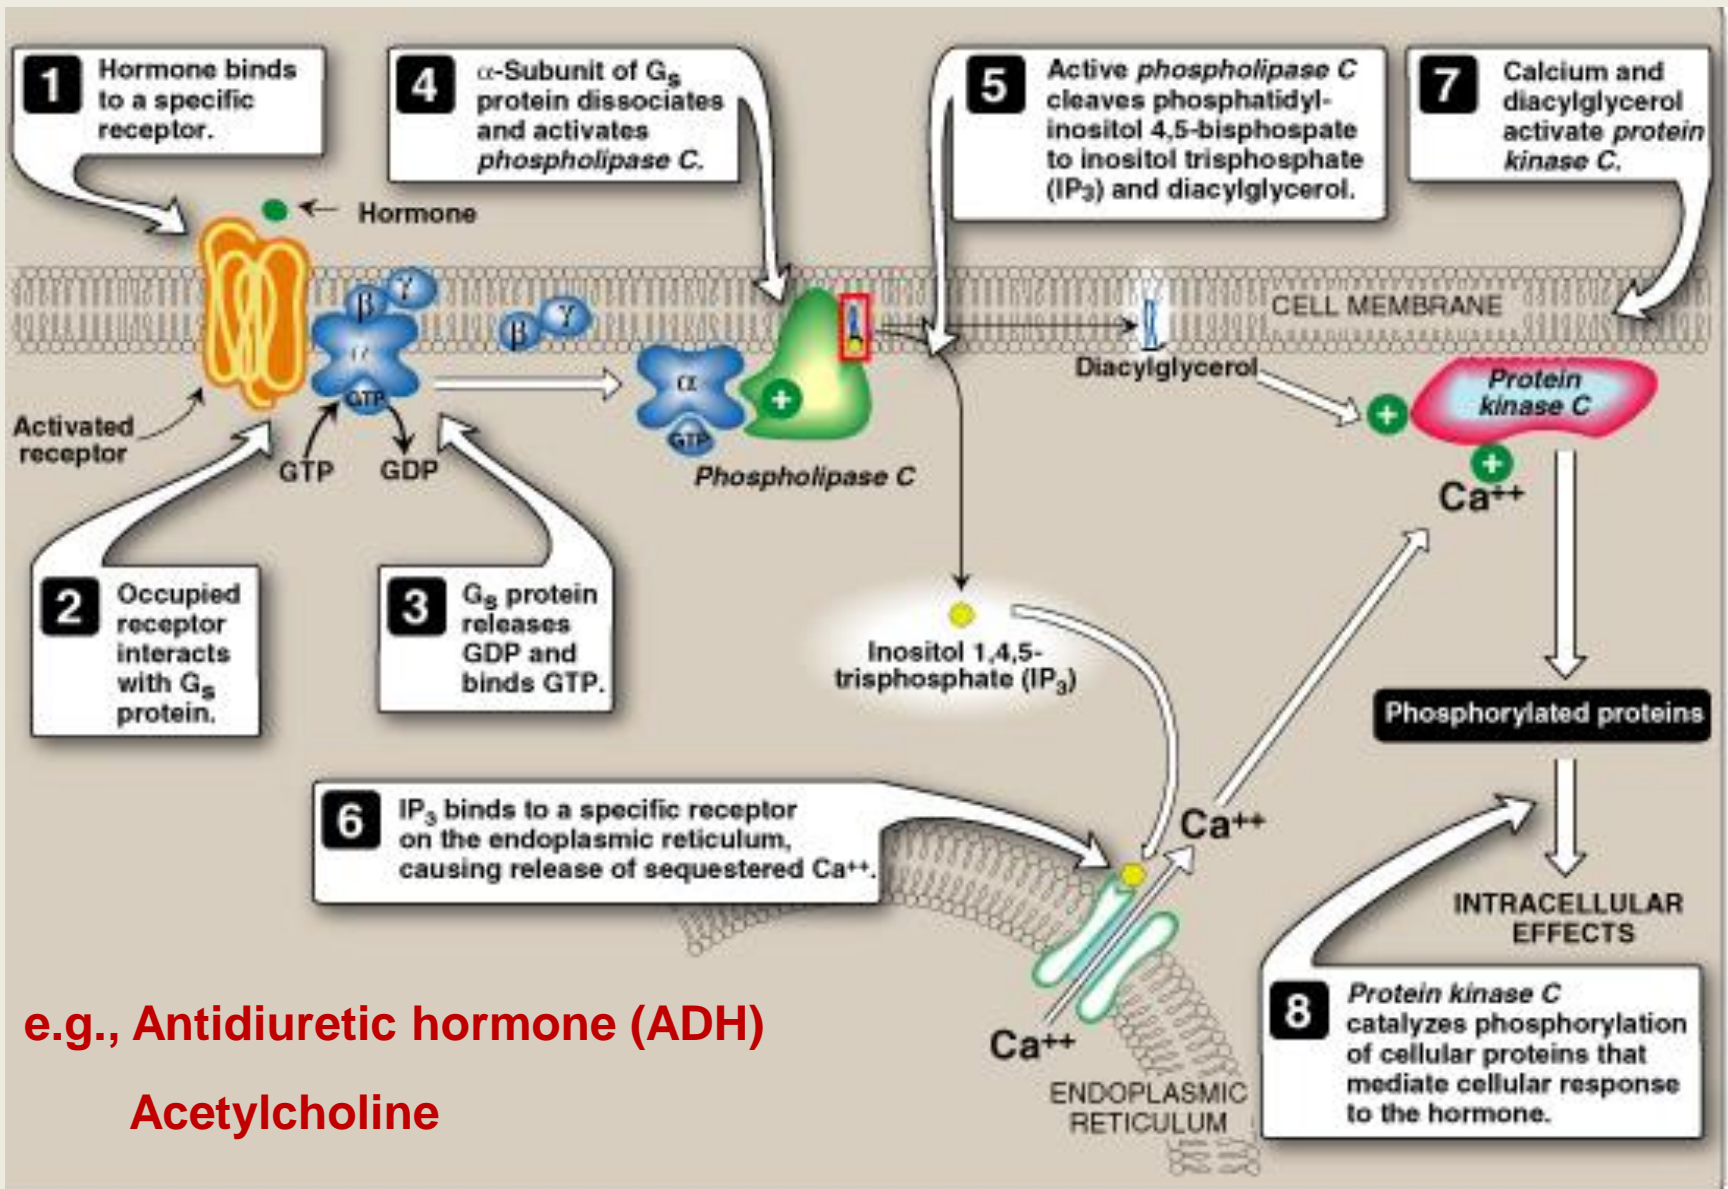 1
Hormone binds
to a specific
receptor.
4
α-Subunit of Gs
protein dissociates
and activates
phospholipase C.
5
Active phospholipase C
cleaves phosphatidyl-
inositol 4,5-bisphospate
to inositol trisphosphate
(IP3) and diacylglycerol.
7
Calcium and
diacylglycerol
activate protein
kinase C.
Hormone
β
γ
α
GTP
β
γ
α
GTP
+
CELL MEMBRANE
Diacylglycerol
Protein
kinase C
+
+
Ca++
Activated
receptor
GTP
GDP
Phospholipase C
2
Occupied
receptor
interacts
with Gs
protein.
3
Gs protein
releases
GDP and
binds GTP.
Inositol 1,4,5-
trisphosphate (IP3)
Phosphorylated proteins
6
IP3 binds to a specific receptor
on the endoplasmic reticulum,
causing release of sequestered Ca++.
Ca++
INTRACELLULAR
EFFECTS
8
Protein kinase C
catalyzes phosphorylation
of cellular proteins that
mediate cellular response
to the hormone.
Ca++
ENDOPLASMIC
RETICULUM
e.g., Antidiuretic hormone (ADH)
Acetylcholine